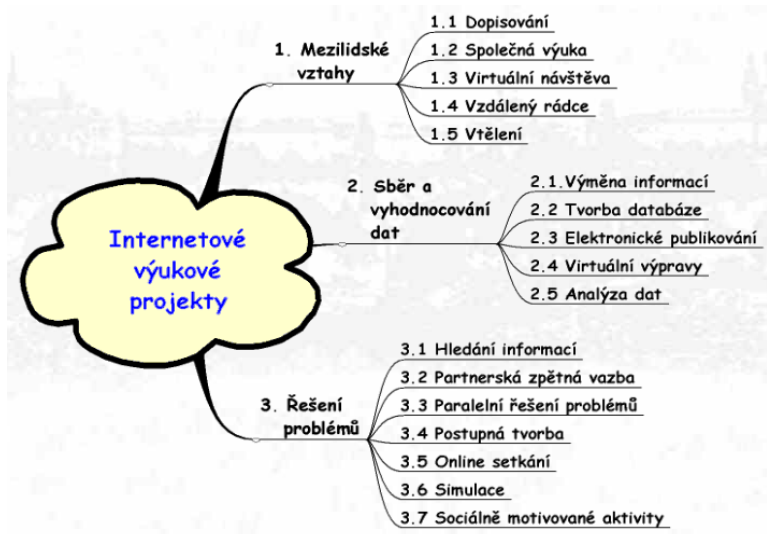 Internetové
výukové
projekty
1. Mezilidské
vztahy
1.1 Dopisování
1.2 Společná výuka
1.3 Virtuální návštěva
1.4 Vzdálený rádce
1.5 Vtělení
2. Sběr a
vyhodnocování
dat
2.1.Výměna informací
2.2 Tvorba databáze
2.3 Elektronické publikování
2.4 Virtuální výpravy
2.5 Analýza dat
3. Řešení
problémů
3.1 Hledání informací
3.2 Partnerská zpětná vazba
3.3 Paralelní řešení problémů
3.4 Postupná tvorba
3.5 Online setkání
3.6 Simulace
3.7 Sociálně motivované aktivity